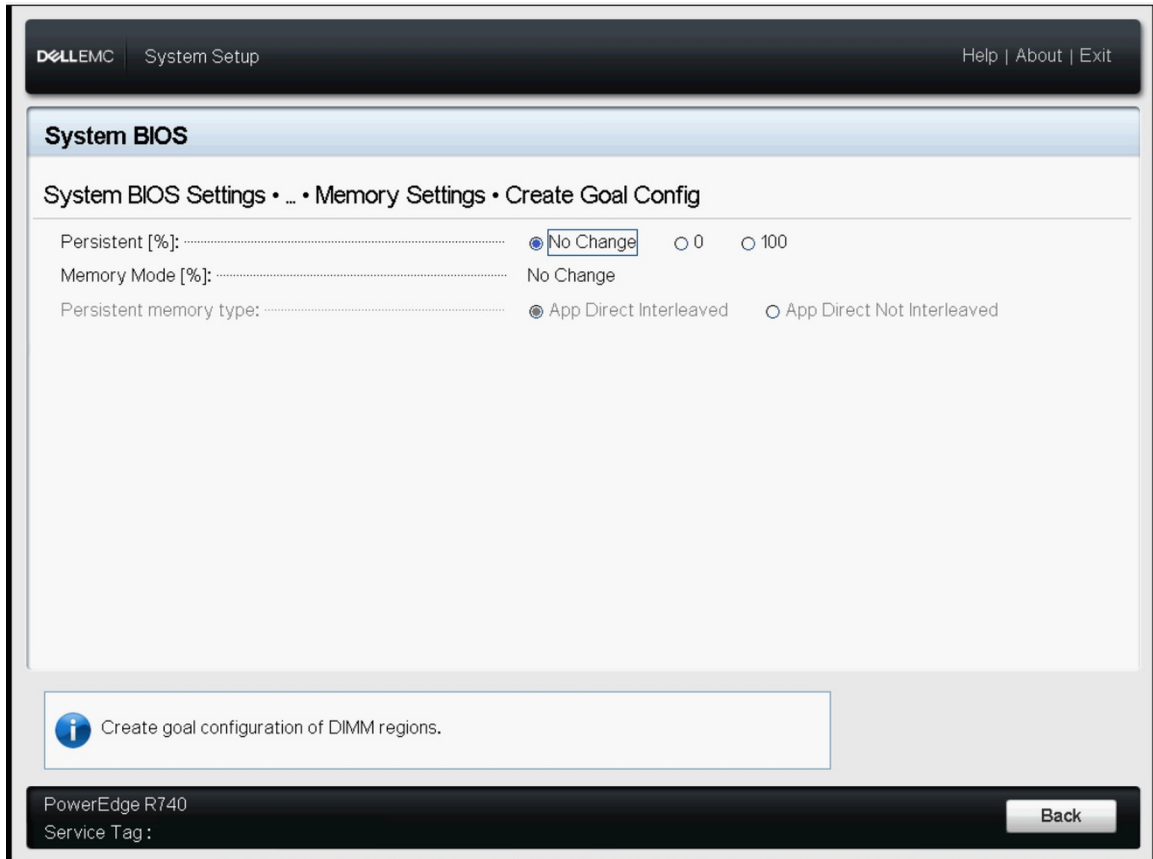 DELLEMC System Setup Help | About | Exit
System BIOS
System BIOS Settings • ... • Memory Settings • Create Goal Config
Persistent [%]: No Change 0 100
Memory Mode [%]: No Change
Persistent memory type: App Direct Interleaved App Direct Not Interleaved
Create goal configuration of DIMM regions.
PowerEdge R740
Service Tag :
Back